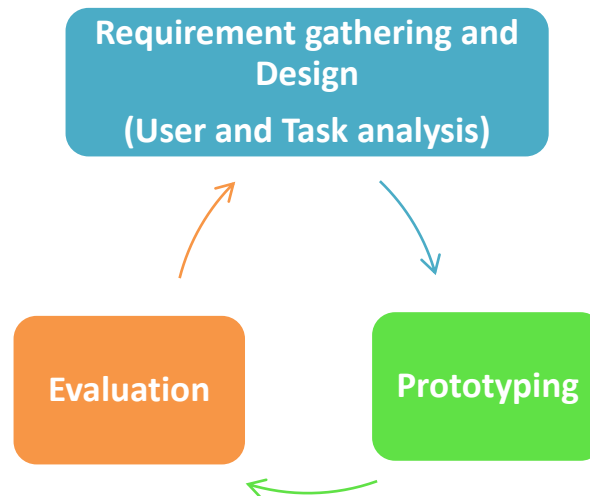 Requirement gathering and
Design
(User and Task analysis)
Evaluation
Prototyping